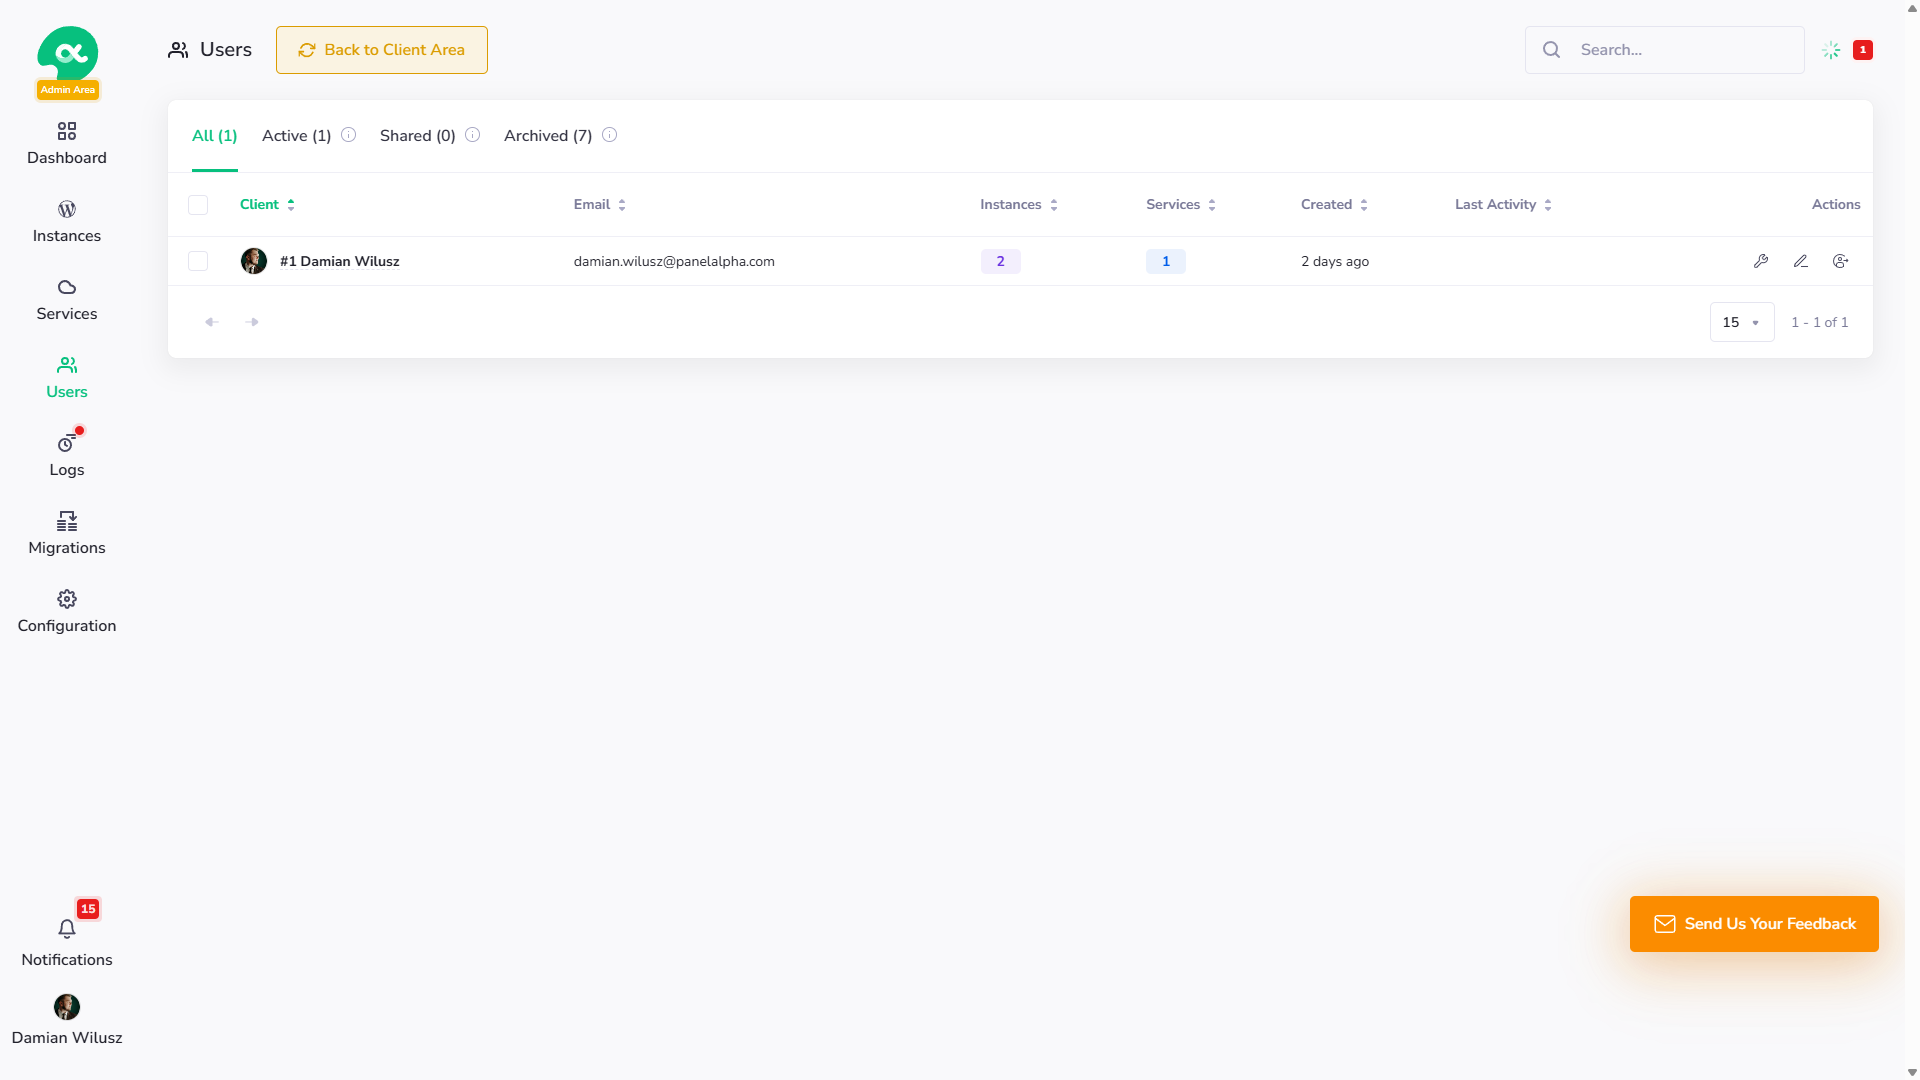 Admin Area
Dashboard
Instances
Services
Users
Logs
Migrations
Configuration
15
Notifications
Damian Wilusz
Users
Back to Client Area
Search...
1
All (1)
Active (1)
Shared (0)
Archived (7)
Client
Email
Instances
Services
Created
Last Activity
Actions
#1 Damian Wilusz
damian.wilusz@panelalpha.com
2
1
2 days ago
15
1 - 1 of 1
Send Us Your Feedback